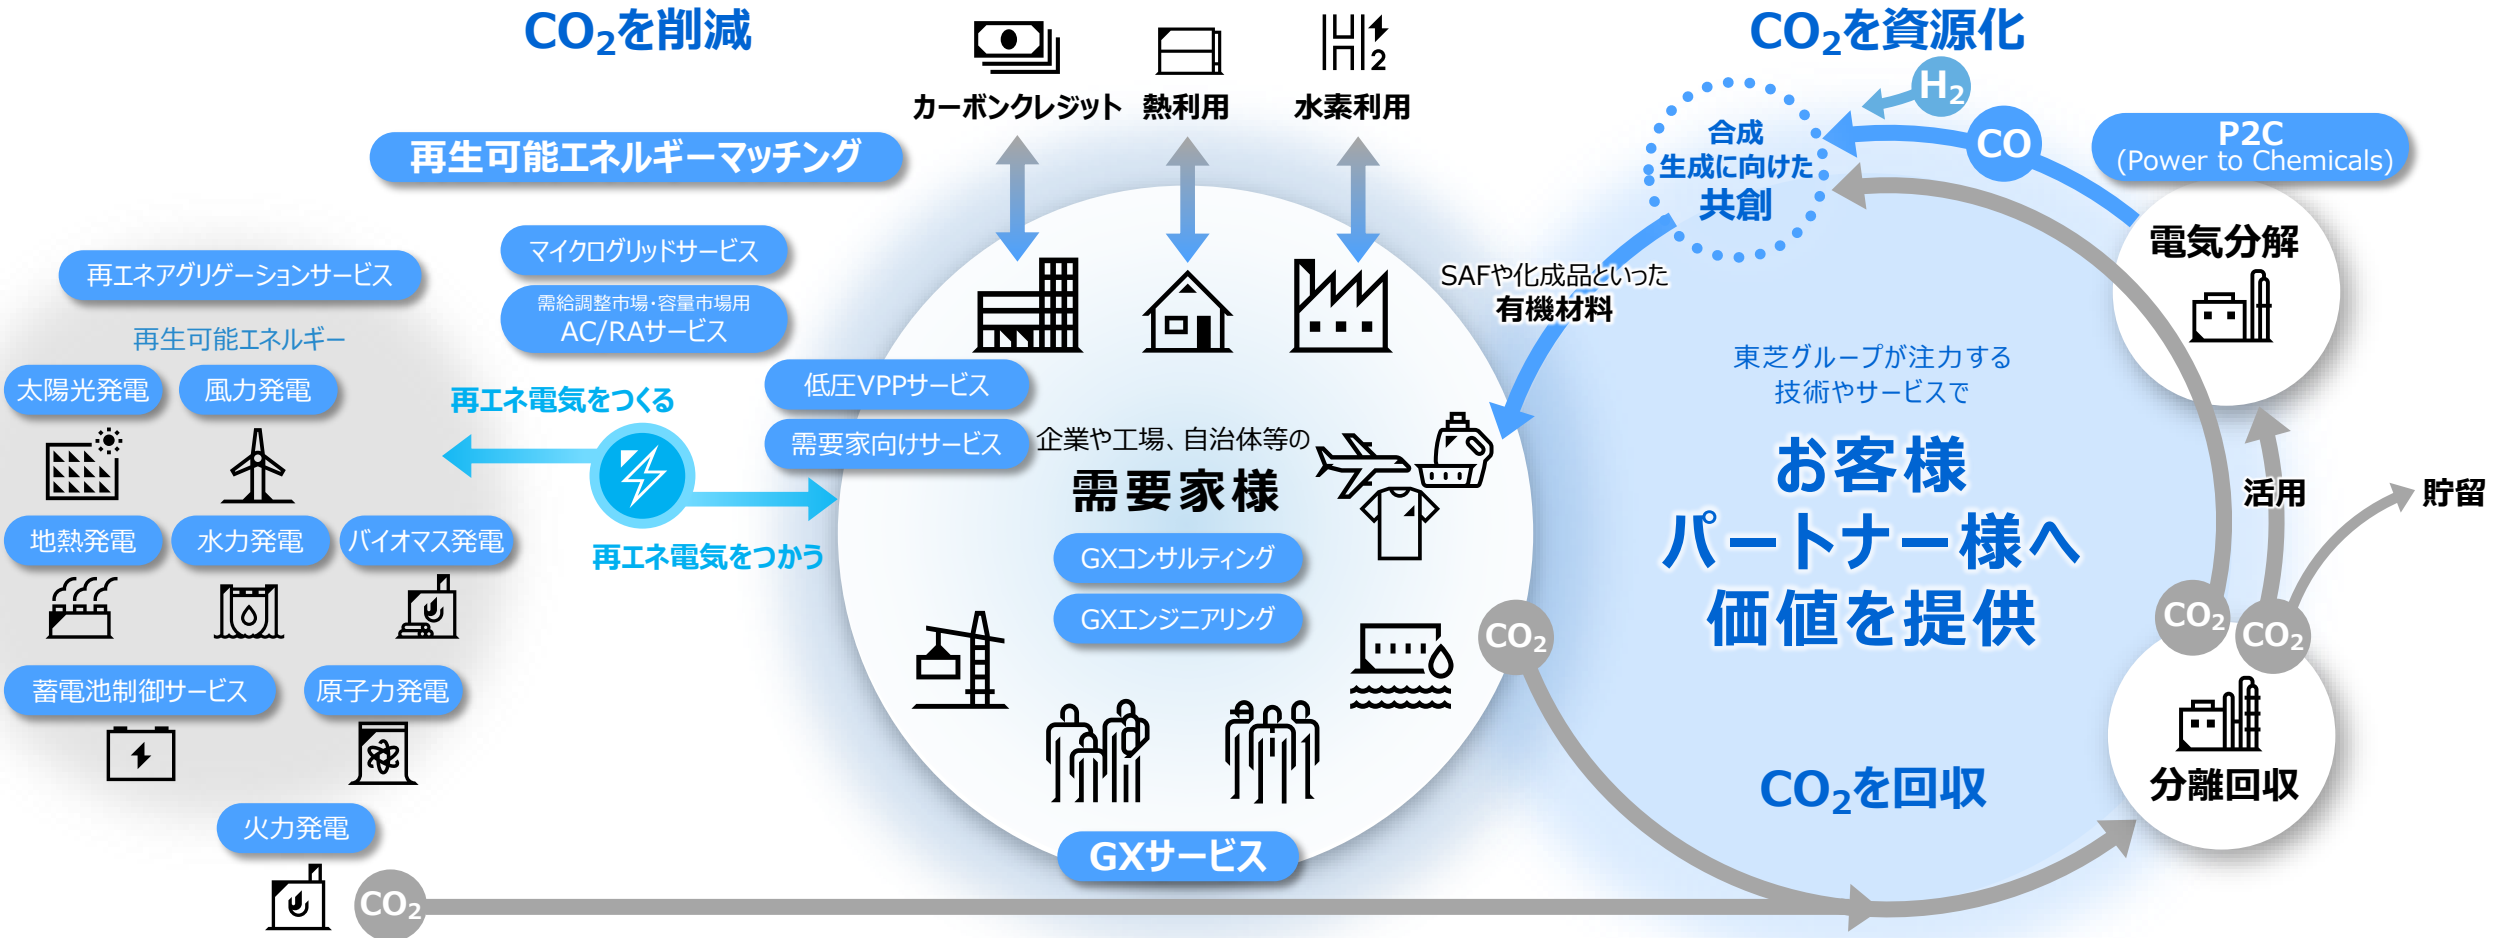 CO₂を削減
再生可能エネルギーマッチング
カーボンクレジット
熱利用
H2
水素利用
CO₂を資源化
H₂
CO
合成
生成に向けた
共創
P2C
(Power to Chemicals)
電気分解
再エネアグリゲーションサービス
マイクログリッドサービス
需給調整市場・容量市場用
AC/RAサービス
再生可能エネルギー
太陽光発電
風力発電
地熱発電
水力発電
バイオマス発電
蓄電池制御サービス
原子力発電
火力発電
CO₂
再エネ電気をつくる
再エネ電気をつかう
低圧VPPサービス
需要家向けサービス
企業や工場、自治体等の
需要家様
GXコンサルティング
GXエンジニアリング
GXサービス
SAFや化成品といった
有機材料
東芝グループが注力する
技術やサービスで
お客様
パートナー様へ
価値を提供
CO₂を回収
CO₂
CO₂
CO₂
活用
貯留
分離回収